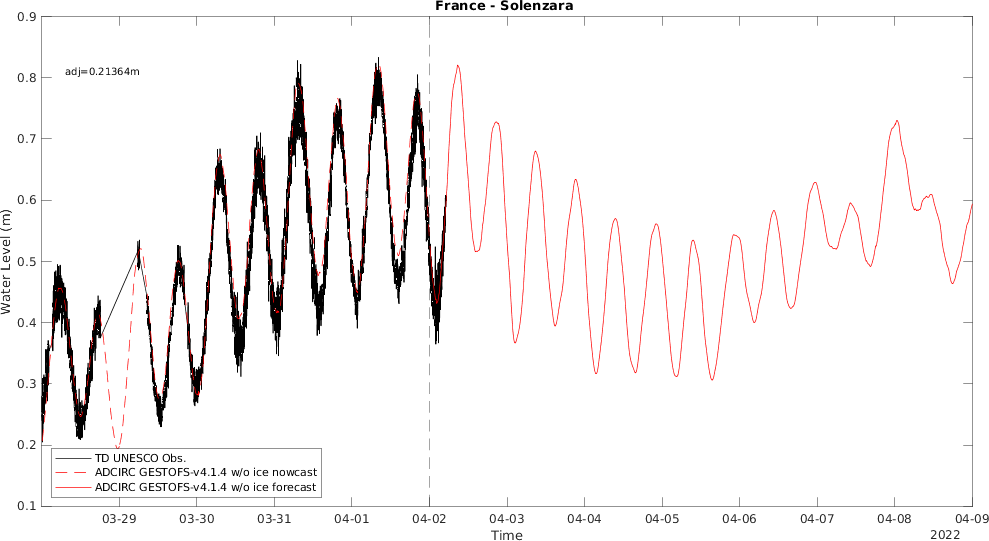 France - Solenzara
0.9
0.8
0.7
0.6
0.5
0.4
0.3
0.2
0.1
Water Level (m)
adj=0.21364m
TD UNESCO Obs.
ADCIRC GESTOFS-v4.1.4 w/o ice nowcast
ADCIRC GESTOFS-v4.1.4 w/o ice forecast
03-29 03-30 03-31 04-01 04-02 04-03 04-04 04-05 04-06 04-07 04-08 04-09
Time
2022